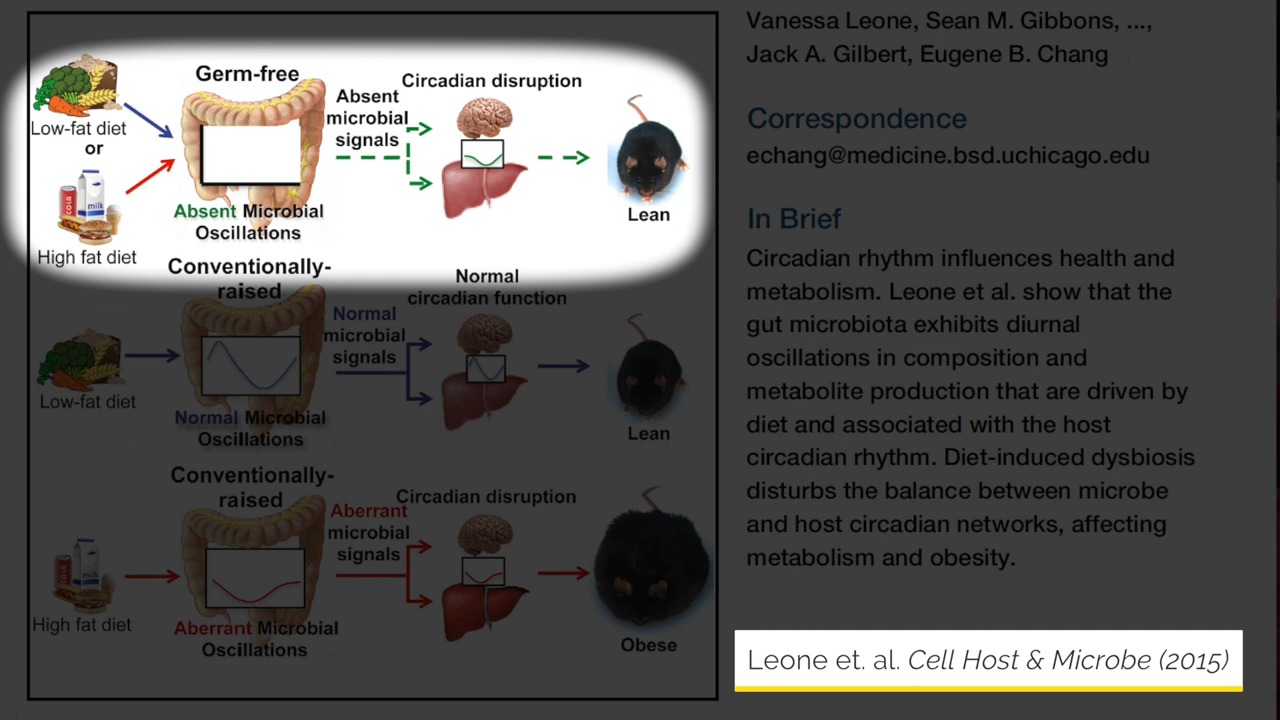 Germ-free
Circadian disruption
Absent
microbial
signals
Low-fat diet
or
COLA
milk
Lean
Absent Microbial
Oscillations
High fat diet
Conventionally-
raised
Normal
circadian function
Normal
microbial
signals
Low-fat diet
Normal Microbial
Oscillations
Lean
Conventionally-
raised
Circadian disruption
Aberrant
microbial
signals
COLA
milk
High fat diet
Aberrant Microbial
Oscillations
Obese
Vanessa Leone, Sean M. Gibbons, ...,
Jack A. Gilbert, Eugene B. Chang
Correspondence
echang@medicine.bsd.uchicago.edu
In Brief
Circadian rhythm influences health and
metabolism. Leone et al. show that the
gut microbiota exhibits diurnal
oscillations in composition and
metabolite production that are driven by
diet and associated with the host
circadian rhythm. Diet-induced dysbiosis
disturbs the balance between microbe
and host circadian networks, affecting
metabolism and obesity.
Leone et. al. Cell Host & Microbe (2015)